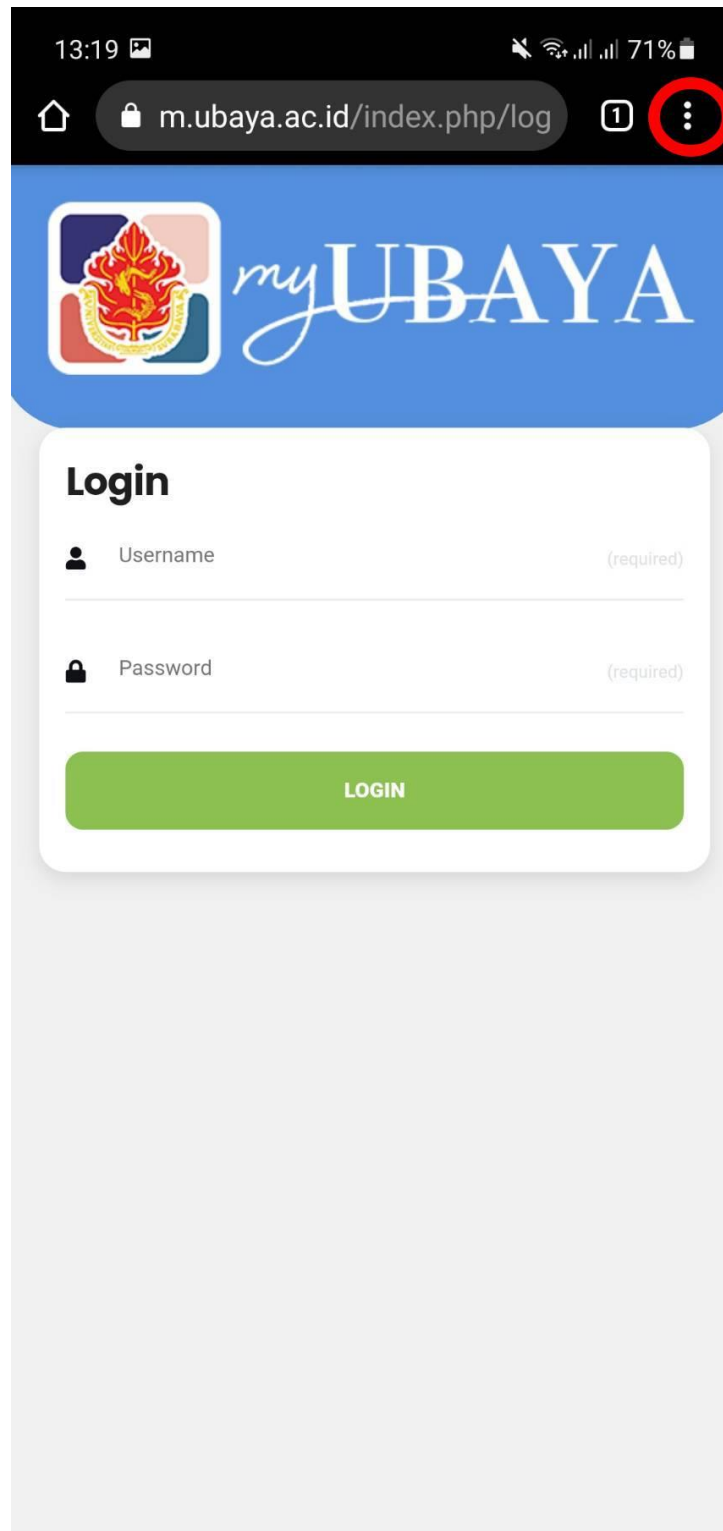 13:19 71%
m.ubaya.ac.id/index.php/log 1
myUBAYA
Login
Username (required)
Password (required)
LOGIN